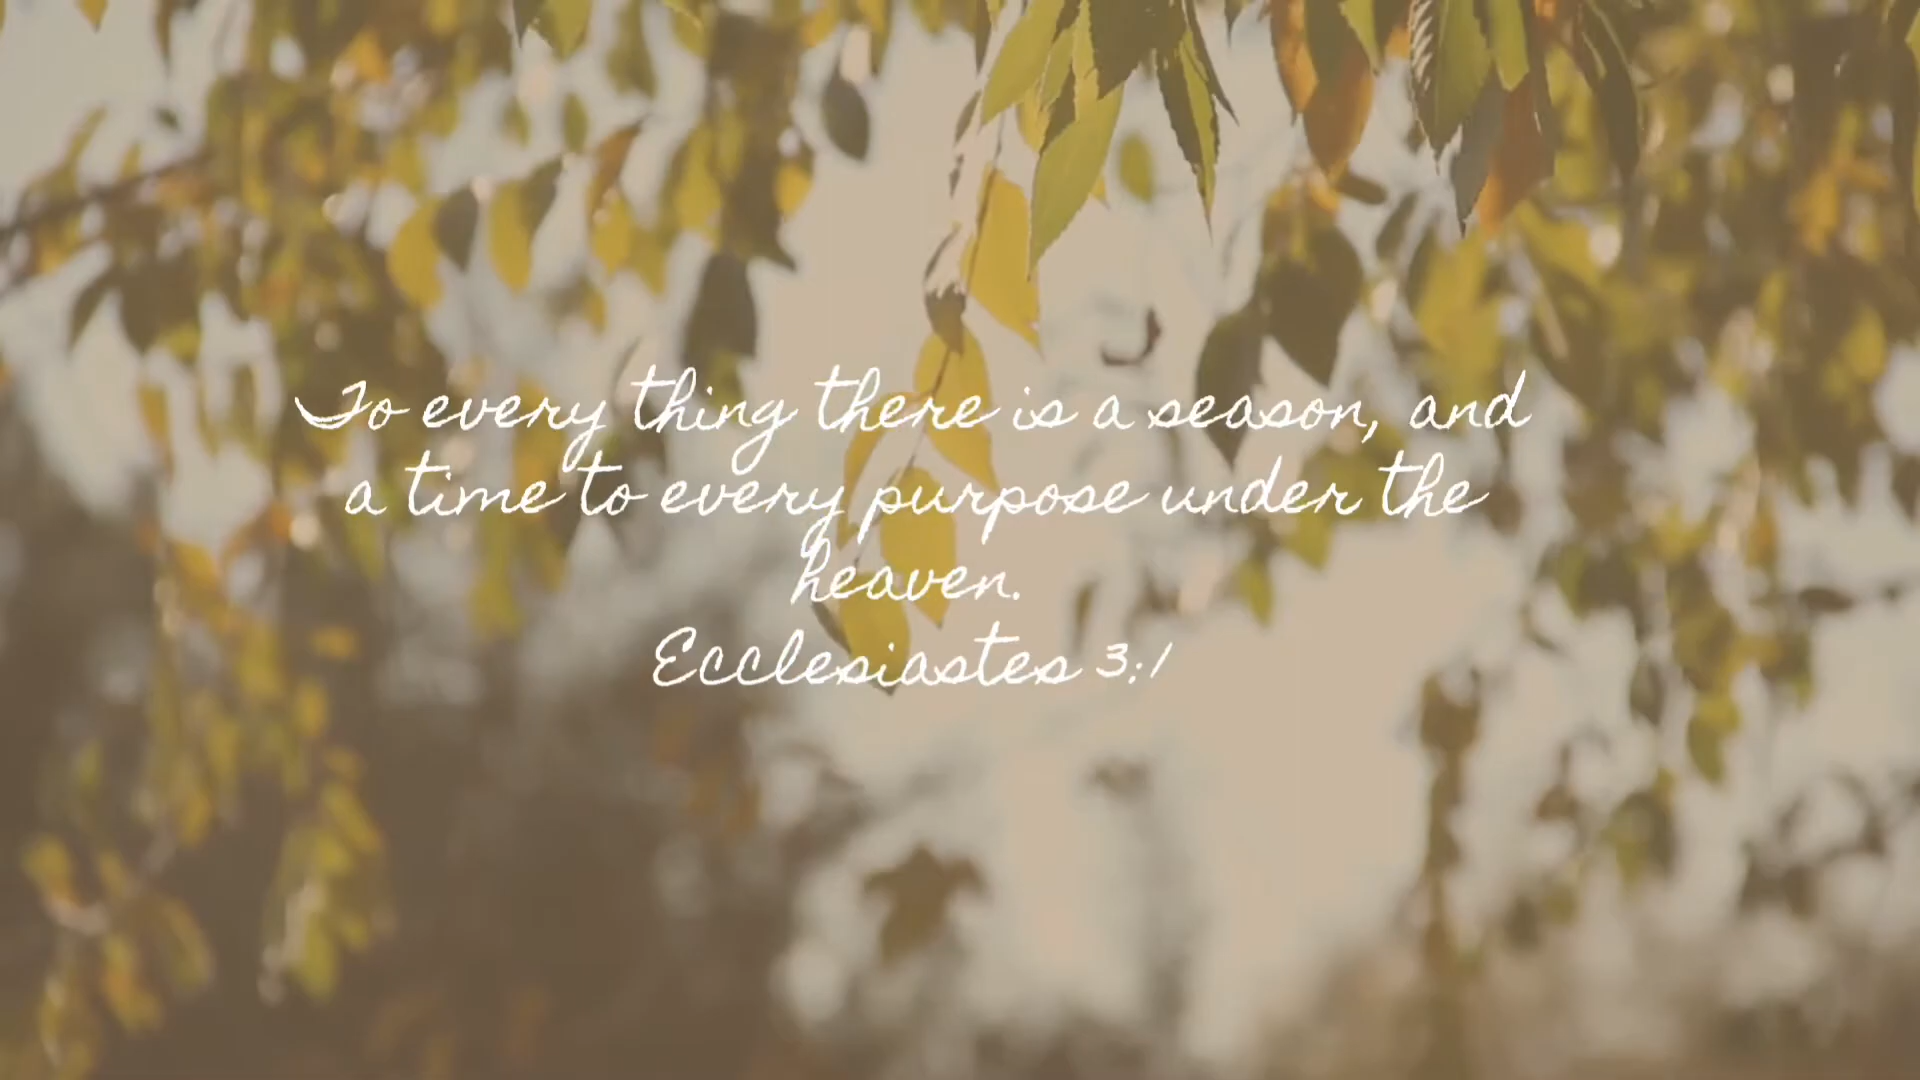 To every thing there is a season, and
a time to every purpose under the
heaven.
Ecclesiastes 3:1